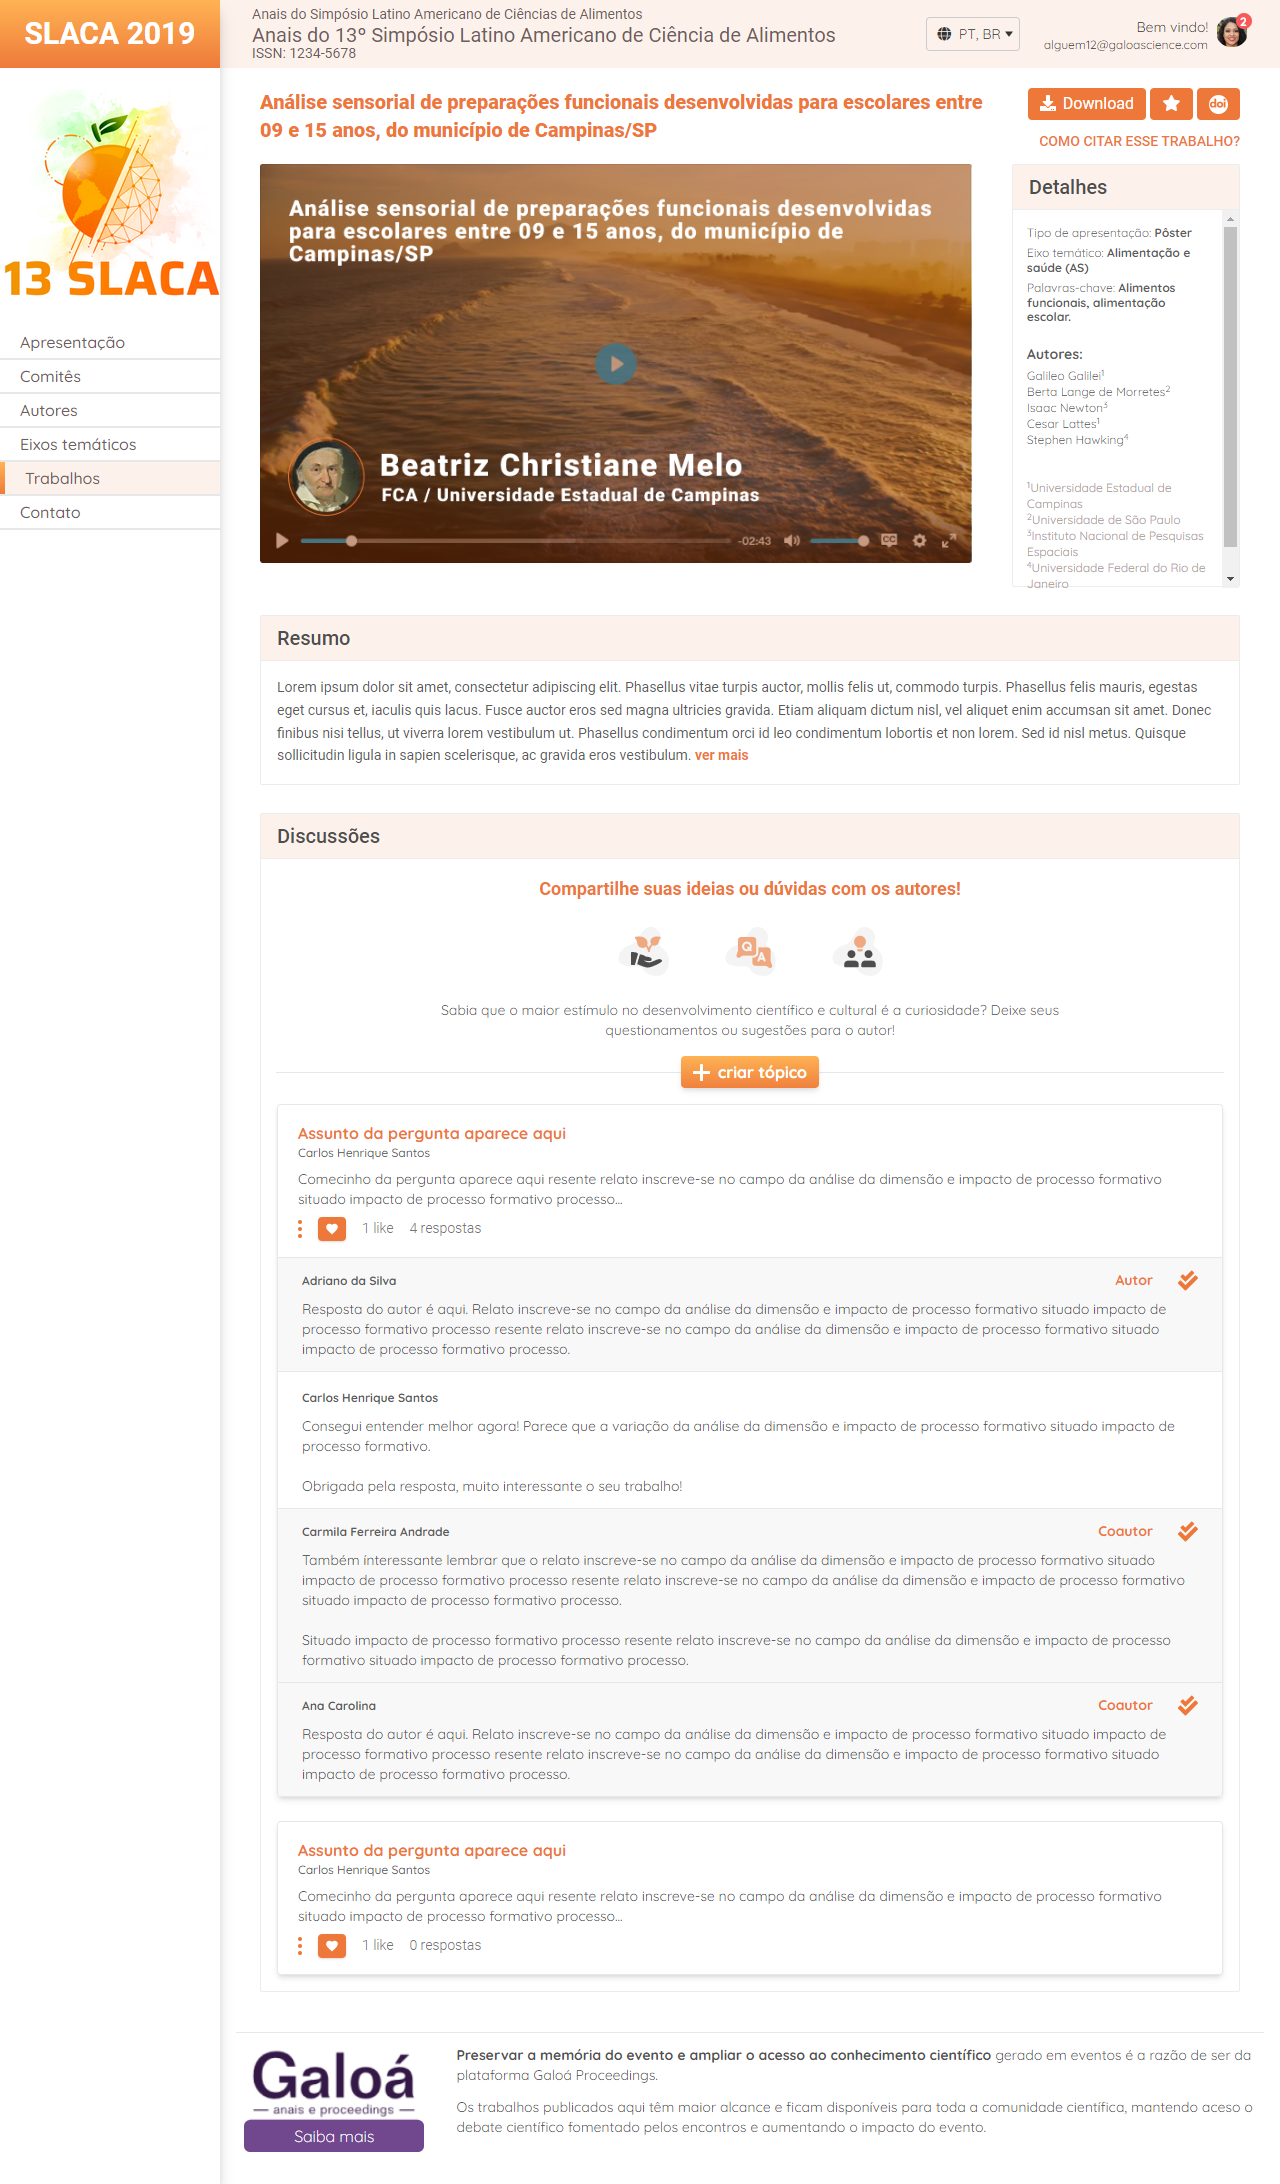 SLACA 2019
Anais do Simpósio Latino Americano de Ciências de Alimentos
Anais do 13º Simpósio Latino Americano de Ciência de Alimentos
ISSN: 1234-5678
PT, BR
Bem vindo!
alguem12@galoascience.com
2
13 SLACA
Apresentação
Comitês
Autores
Eixos temáticos
Trabalhos
Contato
Análise sensorial de preparações funcionais desenvolvidas para escolares entre
09 e 15 anos, do município de Campinas/SP
Download
doi
COMO CITAR ESSE TRABALHO?
Análise sensorial de preparações funcionais desenvolvidas
para escolares entre 09 e 15 anos, do município de
Campinas/SP
Beatriz Christiane Melo
FCA / Universidade Estadual de Campinas
-02:43
CC
Detalhes
Tipo de apresentação: Pôster
Eixo temático: Alimentação e
saúde (AS)
Palavras-chave: Alimentos
funcionais, alimentação
escolar.
Autores:
Galileo Galilei¹
Berta Lange de Morretes²
Isaac Newton³
Cesar Lattes¹
Stephen Hawking⁴
¹Universidade Estadual de
Campinas
²Universidade de São Paulo
³Instituto Nacional de Pesquisas
Espaciais
⁴Universidade Federal do Rio de
Janeiro
Resumo
Lorem ipsum dolor sit amet, consectetur adipiscing elit. Phasellus vitae turpis auctor, mollis felis ut, commodo turpis. Phasellus felis mauris, egestas
eget cursus et, iaculis quis lacus. Fusce auctor eros sed magna ultricies gravida. Etiam aliquam dictum nisl, vel aliquet enim accumsan sit amet. Donec
finibus nisi tellus, ut viverra lorem vestibulum ut. Phasellus condimentum orci id leo condimentum lobortis et non lorem. Sed id nisl metus. Quisque
sollicitudin ligula in sapien scelerisque, ac gravida eros vestibulum. ver mais
Discussões
Compartilhe suas ideias ou dúvidas com os autores!
Q
A
Sabia que o maior estímulo no desenvolvimento científico e cultural é a curiosidade? Deixe seus
questionamentos ou sugestões para o autor!
criar tópico
Assunto da pergunta aparece aqui
Carlos Henrique Santos
Comecinho da pergunta aparece aqui resente relato inscreve-se no campo da análise da dimensão e impacto de processo formativo
situado impacto de processo formativo processo...
1 like 4 respostas
Adriano da Silva
Autor
Resposta do autor é aqui. Relato inscreve-se no campo da análise da dimensão e impacto de processo formativo situado impacto de
processo formativo processo resente relato inscreve-se no campo da análise da dimensão e impacto de processo formativo situado
impacto de processo formativo processo.
Carlos Henrique Santos
Consegui entender melhor agora! Parece que a variação da análise da dimensão e impacto de processo formativo situado impacto de
processo formativo.
Obrigada pela resposta, muito interessante o seu trabalho!
Carmila Ferreira Andrade
Coautor
Também ínteressante lembrar que o relato inscreve-se no campo da análise da dimensão e impacto de processo formativo situado
impacto de processo formativo processo resente relato inscreve-se no campo da análise da dimensão e impacto de processo formativo
situado impacto de processo formativo processo.
Situado impacto de processo formativo processo resente relato inscreve-se no campo da análise da dimensão e impacto de processo
formativo situado impacto de processo formativo processo.
Ana Carolina
Coautor
Resposta do autor é aqui. Relato inscreve-se no campo da análise da dimensão e impacto de processo formativo situado impacto de
processo formativo processo resente relato inscreve-se no campo da análise da dimensão e impacto de processo formativo situado
impacto de processo formativo processo.
Assunto da pergunta aparece aqui
Carlos Henrique Santos
Comecinho da pergunta aparece aqui resente relato inscreve-se no campo da análise da dimensão e impacto de processo formativo
situado impacto de processo formativo processo...
1 like 0 respostas
Galoá
anais e proceedings
Saiba mais
Preservar a memória do evento e ampliar o acesso ao conhecimento científico gerado em eventos é a razão de ser da
plataforma Galoá Proceedings.
Os trabalhos publicados aqui têm maior alcance e ficam disponíveis para toda a comunidade científica, mantendo aceso o
debate científico fomentado pelos encontros e aumentando o impacto do evento.